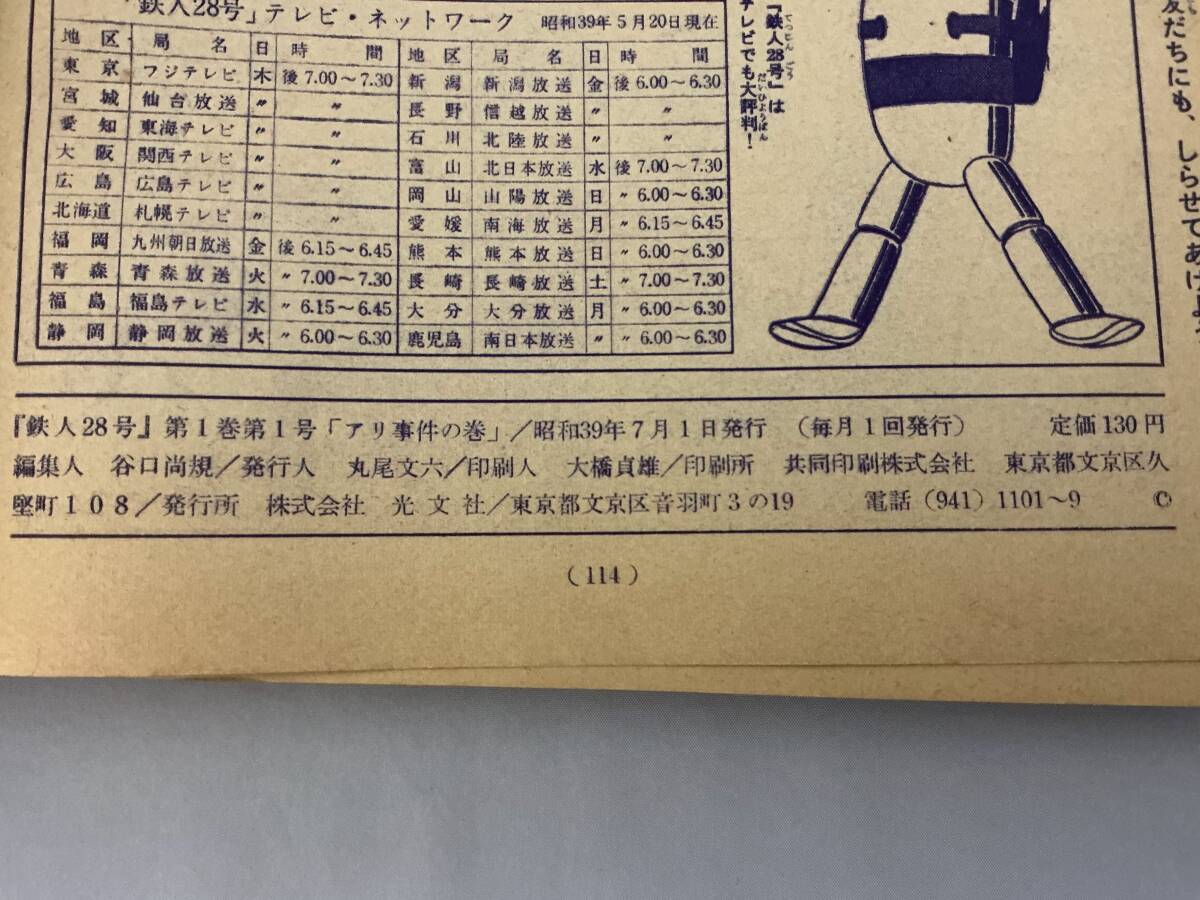 「鉄人28号」テレビ・ネットワーク 昭和39年5月20日現在
地区 局名 日 時間 地区 局名 日 時間
東京 フジテレビ 木 後7.00〜7.30 新潟 新潟放送 金 後6.00〜6.30
宮城 仙台放送 〃 〃 長野 信越放送 〃 〃
愛知 東海テレビ 〃 〃 石川 北陸放送 〃 〃
大阪 関西テレビ 〃 〃 富山 北日本放送 水 後7.00〜7.30
広島 広島テレビ 〃 〃 岡山 山陽放送 日 〃6.00〜6.30
北海道 札幌テレビ 〃 〃 愛媛 南海放送 月 〃6.15〜6.45
福岡 九州朝日放送 金 後6.15〜6.45 熊本 熊本放送 日 〃6.00〜6.30
青森 青森放送 火 〃7.00〜7.30 長崎 長崎放送 土 〃7.00〜7.30
福島 福島テレビ 水 〃6.15〜6.45 大分 大分放送 月 〃6.00〜6.30
静岡 静岡放送 火 〃6.00〜6.30 鹿児島 南日本放送 〃 〃6.00〜6.30
『鉄人28号』は
テレビでも大評判!
友だちにも、しらせてあげよう
『鉄人28号』第1巻第1号「アリ事件の巻」/昭和39年7月1日発行 (毎月1回発行) 定価130円
編集人 谷口尚規/発行人 丸尾文六/印刷人 大橋貞雄/印刷所 共同印刷株式会社 東京都文京区久
堅町108/発行所 株式会社 光文社/東京都文京区音羽町3の19 電話(941)1101〜9 ©
(114)